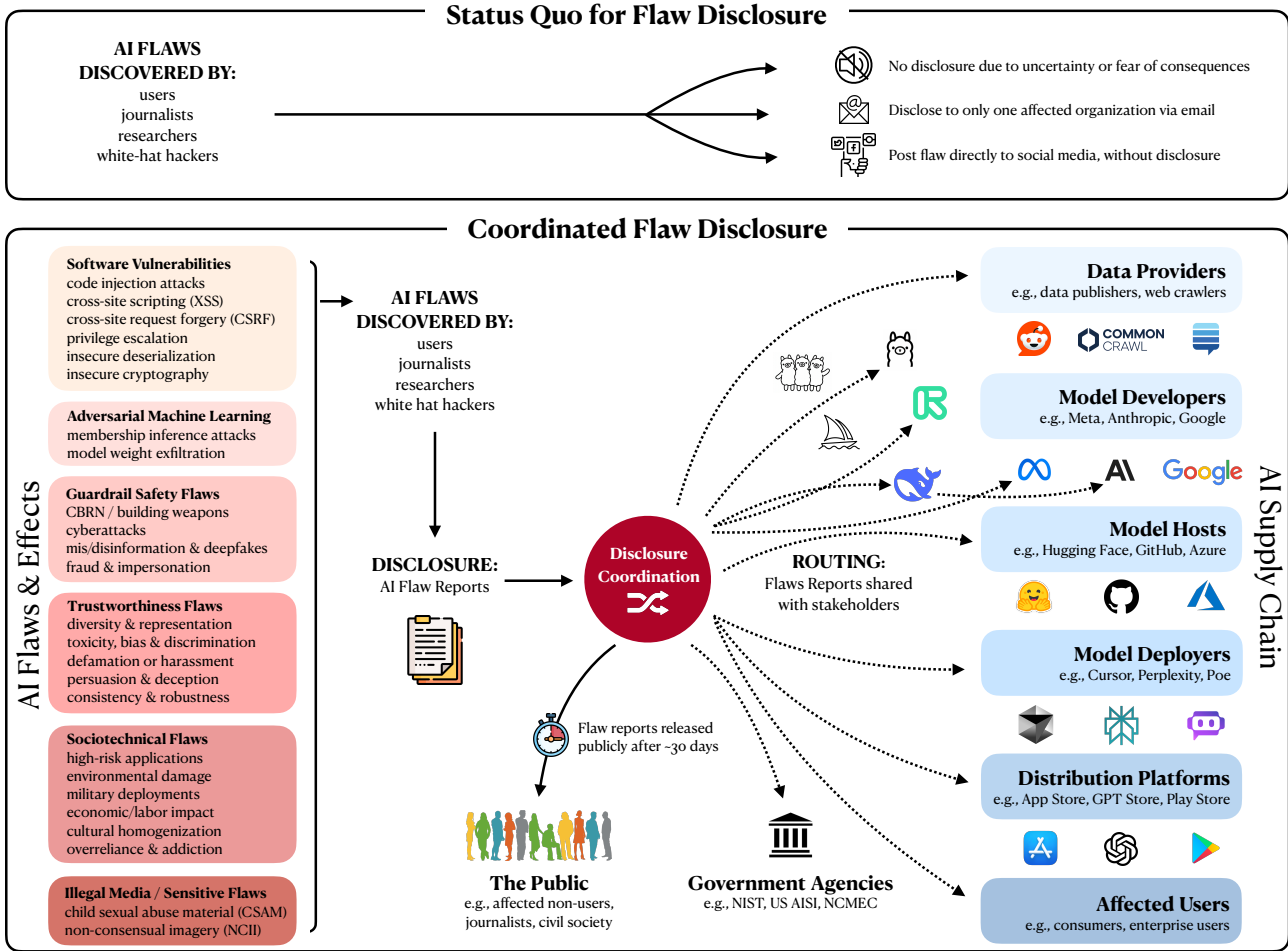 Status Quo for Flaw Disclosure
AI FLAWS
DISCOVERED BY:
users
journalists
researchers
white-hat hackers
No disclosure due to uncertainty or fear of consequences
Disclose to only one affected organization via email
Post flaw directly to social media, without disclosure
Coordinated Flaw Disclosure
AI Flaws & Effects
Software Vulnerabilities
code injection attacks
cross-site scripting (XSS)
cross-site request forgery (CSRF)
privilege escalation
insecure deserialization
insecure cryptography
Adversarial Machine Learning
membership inference attacks
model weight exfiltration
Guardrail Safety Flaws
CBRN / building weapons
cyberattacks
mis/disinformation & deepfakes
fraud & impersonation
Trustworthiness Flaws
diversity & representation
toxicity, bias & discrimination
defamation or harassment
persuasion & deception
consistency & robustness
Sociotechnical Flaws
high-risk applications
environmental damage
military deployments
economic/labor impact
cultural homogenization
overreliance & addiction
Illegal Media / Sensitive Flaws
child sexual abuse material (CSAM)
non-consensual imagery (NCII)
AI FLAWS
DISCOVERED BY:
users
journalists
researchers
white hat hackers
DISCLOSURE:
AI Flaw Reports
Disclosure
Coordination
ROUTING:
Flaws Reports shared
with stakeholders
Flaw reports released
publicly after ~30 days
The Public
e.g., affected non-users,
journalists, civil society
Government Agencies
e.g., NIST, US AISI, NCMEC
Data Providers
e.g., data publishers, web crawlers
COMMON
CRAWL
Model Developers
e.g., Meta, Anthropic, Google
Google
Model Hosts
e.g., Hugging Face, GitHub, Azure
Model Deployers
e.g., Cursor, Perplexity, Poe
Distribution Platforms
e.g., App Store, GPT Store, Play Store
Affected Users
e.g., consumers, enterprise users
AI Supply Chain